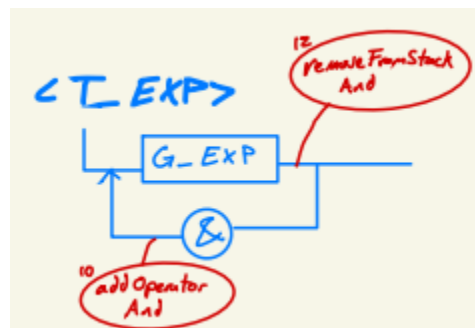 12
removeFromStack
And
<T_EXP>
G_EXP
&
10
addOperator
And